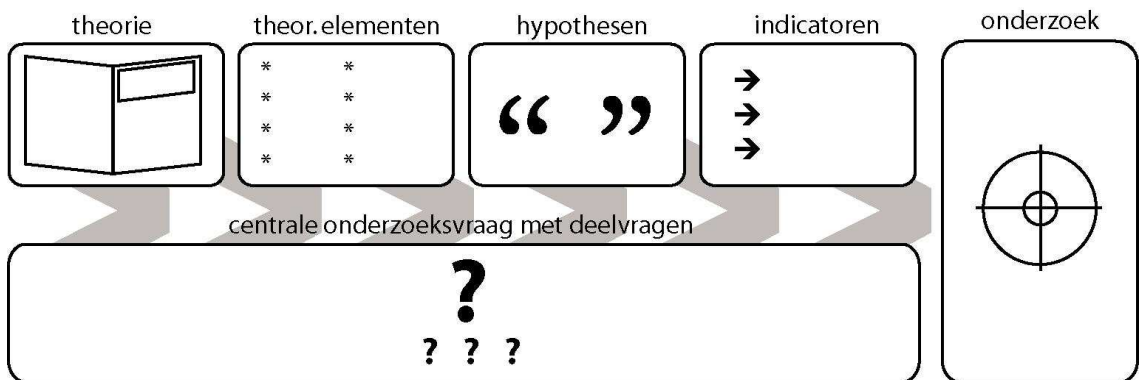 theorie
theor. elementen
hypothesen
indicatoren
onderzoek
* *
* *
* *
* *
“ ”
→
→
→
centrale onderzoeksvraag met deelvragen
?
? ? ?